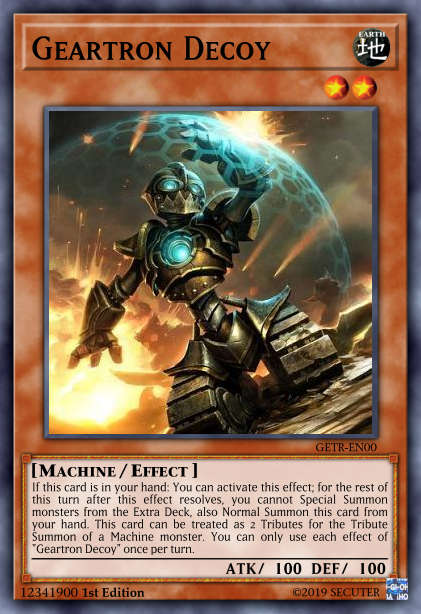 Geartron Decoy
EARTH
地
GETR-EN00
[Machine / Effect ]
If this card is in your hand: You can activate this effect; for the rest of
this turn after this effect resolves, you cannot Special Summon
monsters from the Extra Deck, also Normal Summon this card from
your hand. This card can be treated as 2 Tributes for the Tribute
Summon of a Machine monster. You can only use each effect of
"Geartron Decoy" once per turn.
ATK/ 100 DEF/ 100
12341900 1st Edition
©2019 SECUTER